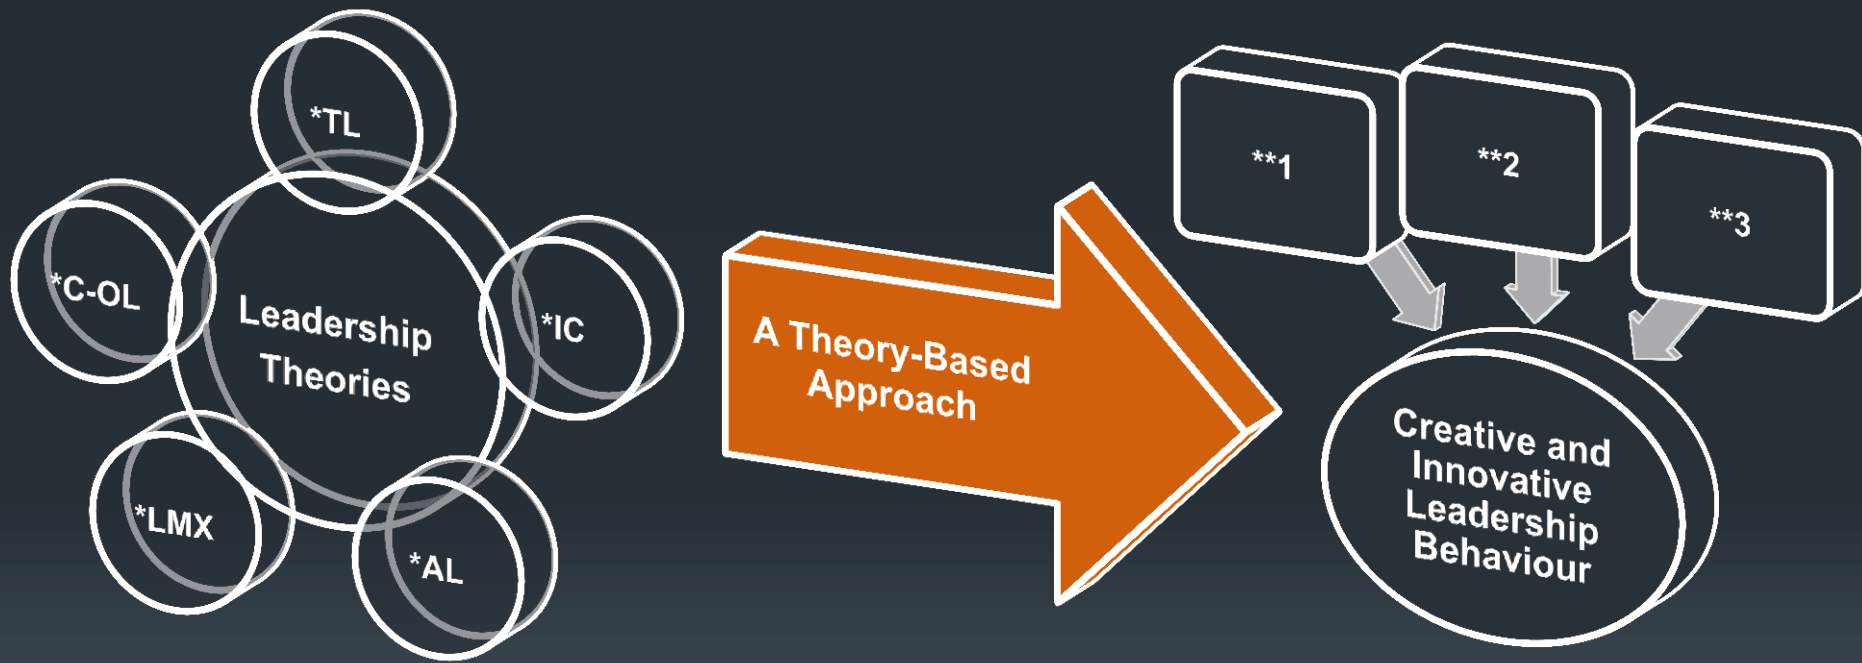 *TL
*C-OL
Leadership
Theories
*IC
*LMX
*AL
A Theory-Based
Approach
**1
**2
**3
Creative and
Innovative
Leadership
Behaviour